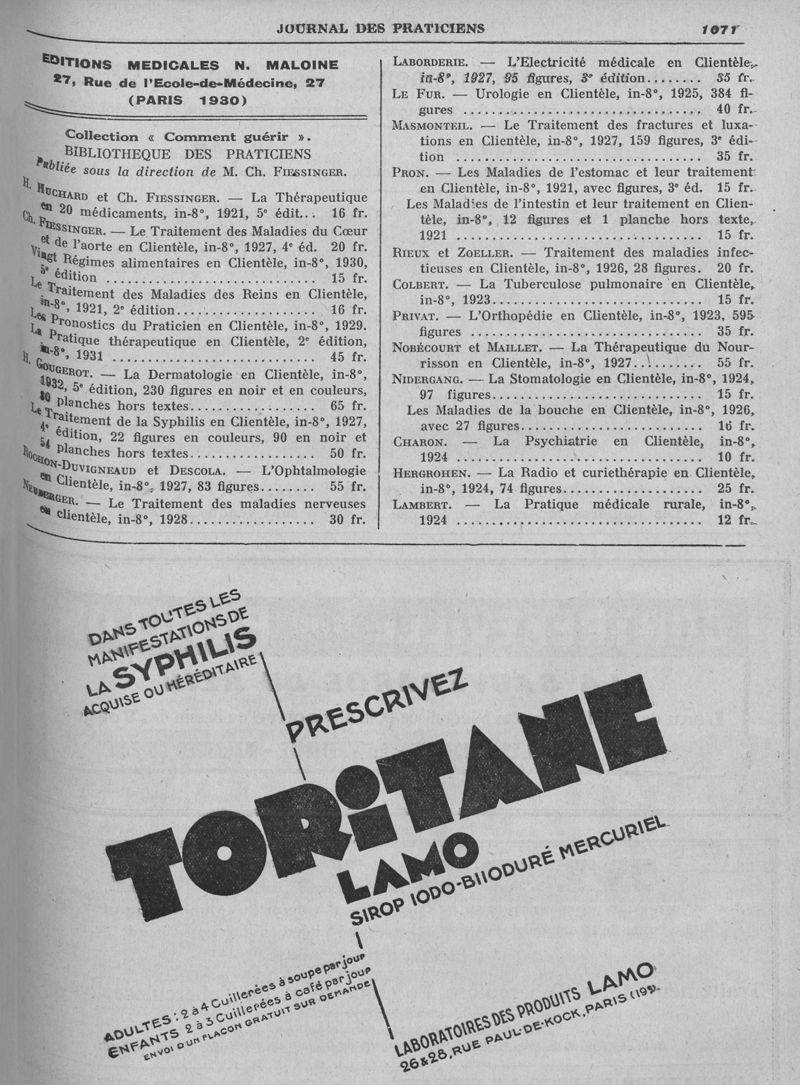 JOURNAL DES PRATICIENS 1071
EDITIONS MEDICALES N. MALOINE
27, Rue de l'Ecole-de-Médecine, 27
(PARIS 1930)
Collection « Comment guérir ».
BIBLIOTHEQUE DES PRATICIENS
Publiée sous la direction de M. Ch. FIESSINGER.
H. HUCHARD et Ch. FIESSINGER. — La Thérapeutique
en 20 médicaments, in-8°, 1921, 5e édit... 16 fr.
Ch. FIESSINGER. — Le Traitement des Maladies du Cœur
et de l'aorte en Clientèle, in-8°, 1927, 4e éd. 20 fr.
Vingt Régimes alimentaires en Clientèle, in-8°, 1930,
5e édition .............................. 15 fr.
Le Traitement des Maladies des Reins en Clientèle,
in-8°, 1921, 2e édition.................... 16 fr.
Les Pronostics du Praticien en Clientèle, in-8°, 1929.
La Pratique thérapeutique en Clientèle, 2e édition,
in-8°, 1931 .............................. 45 fr.
H. GOUGEROT. — La Dermatologie en Clientèle, in-8°,
1932, 5e édition, 230 figures en noir et en couleurs,
80 planches hors textes.................. 65 fr.
Le Traitement de la Syphilis en Clientèle, in-8°, 1927,
4e édition, 22 figures en couleurs, 90 en noir et
54 planches hors textes.................. 50 fr.
ROCHON-DUVIGNEAUD et DESCOLA. — L'Ophtalmologie
en Clientèle, in-8°, 1927, 83 figures........ 55 fr.
NEUBERGER. — Le Traitement des maladies nerveuses
en clientèle, in-8°, 1928.................. 30 fr.
LABORDERIE. — L'Electricité médicale en Clientèle,
in-8°, 1927, 95 figures, 3e édition........ 35 fr.
LE FUR. — Urologie en Clientèle, in-8°, 1925, 384 fi-
gures .................................. 40 fr.
MASMONTEIL. — Le Traitement des fractures et luxa-
tions en Clientèle, in-8°, 1927, 159 figures, 3e édi-
tion .................................... 35 fr.
PRON. — Les Maladies de l'estomac et leur traitement
en Clientèle, in-8°, 1921, avec figures, 3e éd. 15 fr.
Les Maladies de l'intestin et leur traitement en Clien-
tèle, in-8°, 12 figures et 1 planche hors texte,
1921 .................................... 15 fr.
RIEUX et ZOELLER. — Traitement des maladies infec-
tieuses en Clientèle, in-8°, 1926, 28 figures. 20 fr.
COLBERT. — La Tuberculose pulmonaire en Clientèle,
in-8°, 1923.............................. 15 fr.
PRIVAT. — L'Orthopédie en Clientèle, in-8°, 1923, 595
figures .................................. 35 fr.
NOBÉCOURT et MAILLET. — La Thérapeutique du Nour-
risson en Clientèle, in-8°, 1927.......... 55 fr.
NIDERGANG. — La Stomatologie en Clientèle, in-8°, 1924,
97 figures.............................. 15 fr.
Les Maladies de la bouche en Clientèle, in-8°, 1926,
avec 27 figures.......................... 16 fr.
CHARON. — La Psychiatrie en Clientèle, in-8°,
1924 .................................... 10 fr.
HERGROHEN. — La Radio et curiethérapie en Clientèle,
in-8°, 1924, 74 figures.................... 25 fr.
LAMBERT. — La Pratique médicale rurale, in-8°,
1924 .................................... 12 fr.
DANS TOUTES LES
MANIFESTATIONS DE
LA SYPHILIS
ACQUISE OU HÉRÉDITAIRE
PRESCRIVEZ
TORiTANE
LAMO
SIROP IODO-BIIODURÉ MERCURIEL
ADULTES : 2 à 4 Cuillerées à soupe par jour
ENFANTS 2 à 3 Cuillerées à café par jour
ENVOI D'UN FLACON GRATUIT SUR DEMANDE
LABORATOIRES DES PRODUITS LAMO
26 & 28, RUE PAUL-DE-KOCK, PARIS (19e)